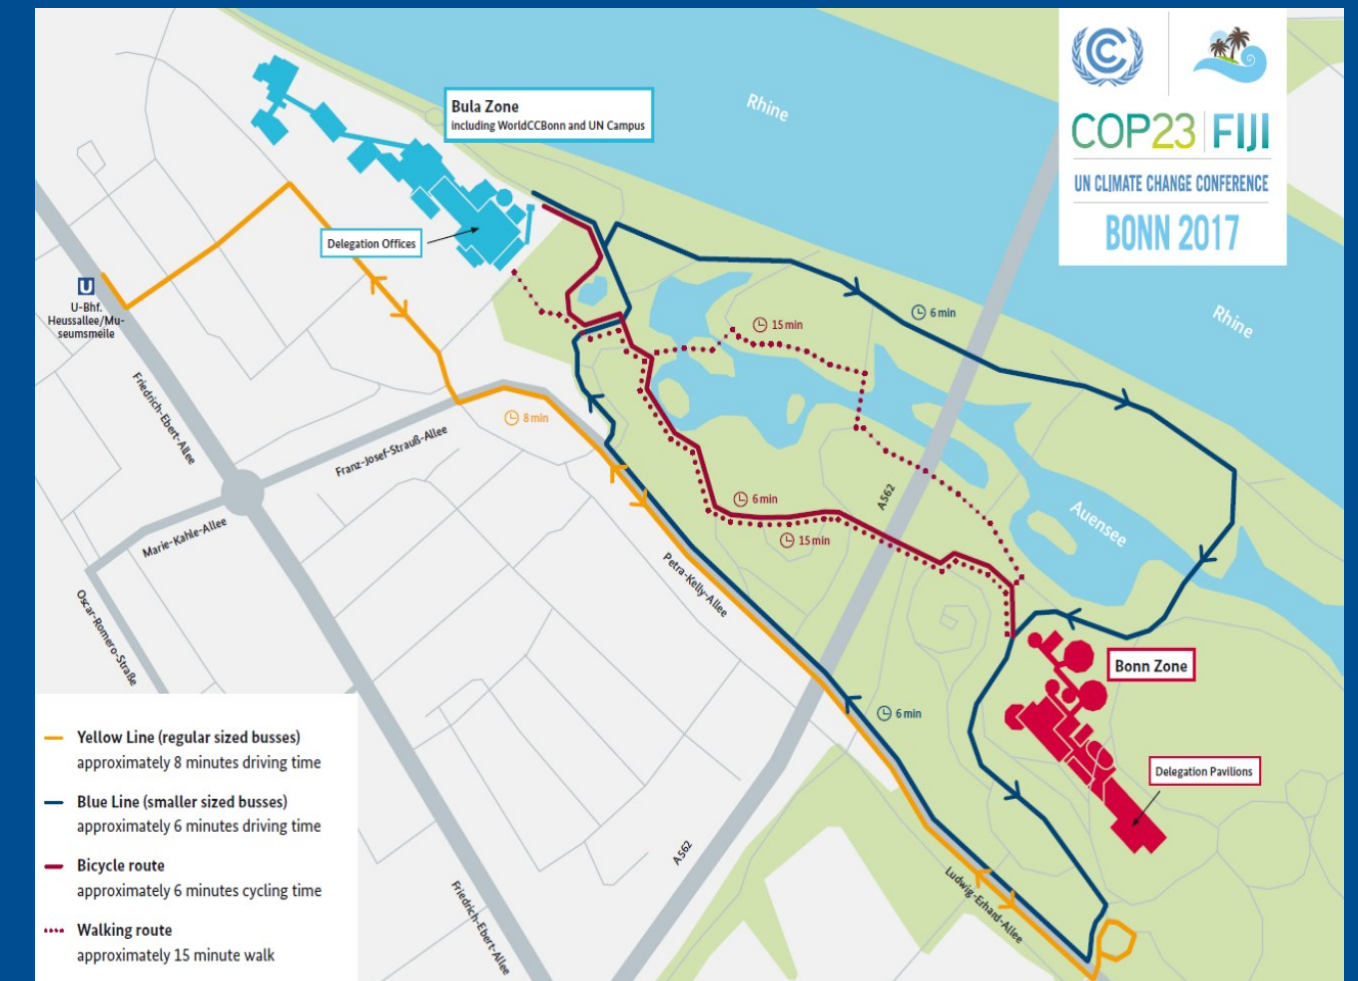 Rhine
Bula Zone
including WorldCCBonn and UN Campus
COP23 FIJI
UN CLIMATE CHANGE CONFERENCE
BONN 2017
Delegation Offices
U
U-Bhf.
Heussallee/Mu-
seumsmeile
15 min
6 min
Rhine
Friedrich-Ebert-Allee
8 min
Franz-Josef-Strauß-Allee
6 min
15 min
A562
Auensee
Marie-Kahle-Allee
Petra-Kelly-Allee
Oscar-Romero-Straße
Bonn Zone
6 min
Delegation Pavilions
A562
Ludwig-Erhard-Allee
Friedrich-Ebert-Allee
Yellow Line (regular sized busses)
approximately 8 minutes driving time
Blue Line (smaller sized busses)
approximately 6 minutes driving time
Bicycle route
approximately 6 minutes cycling time
Walking route
approximately 15 minute walk